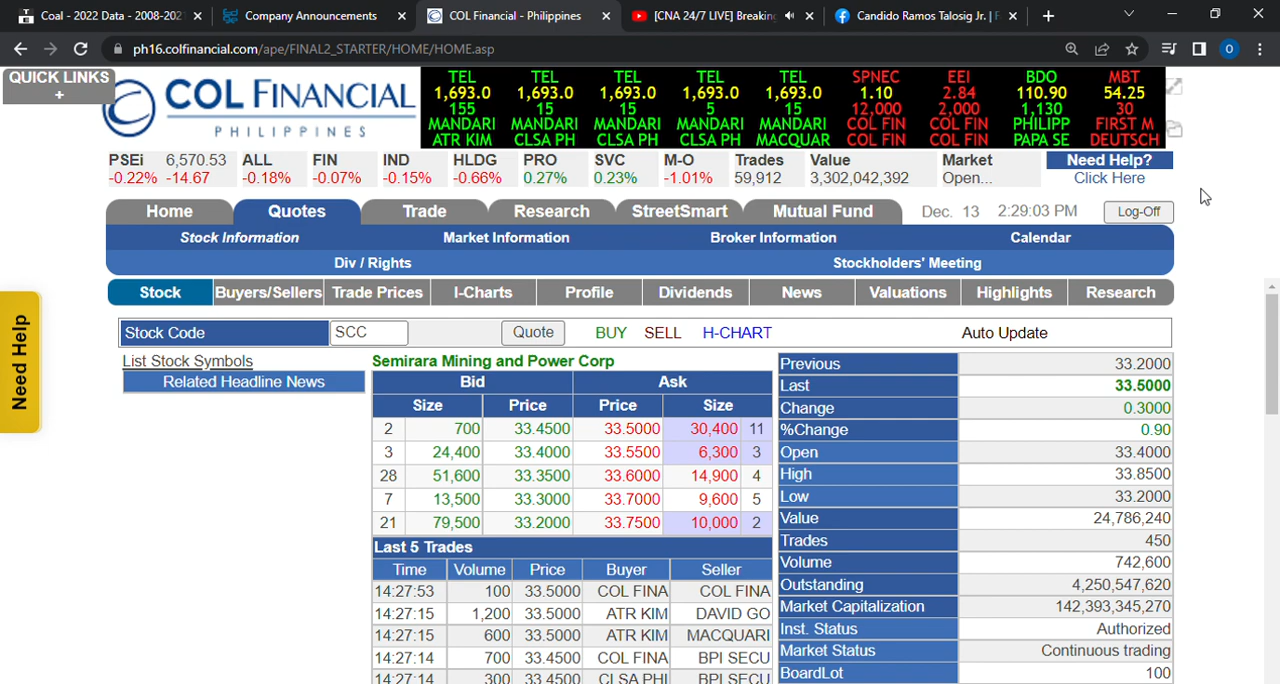 Coal - 2022 Data - 2008-202
Company Announcements
COL Financial - Philippines
[CNA 24/7 LIVE] Breakin
Candido Ramos Talosig Jr. | F
ph16.colfinancial.com/ape/FINAL2_STARTER/HOME/HOME.asp
O
QUICK LINKS
+
COL FINANCIAL
PHILIPPINES
TEL TEL TEL TEL TEL SPNEC EEI BDO MBT
1,693.0 1,693.0 1,693.0 1,693.0 1,693.0 1.10 2.84 110.90 54.25
155 15 15 5 15 12,000 2,000 1,130 30
MANDARI MANDARI MANDARI MANDARI MANDARI COL FIN COL FIN PHILIPP FIRST M
ATR KIM CLSA PH CLSA PH CLSA PH MACQUAR COL FIN COL FIN PAPA SE DEUTSCH
PSEi 6,570.53 ALL FIN IND HLDG PRO SVC M-O Trades Value Market
-0.22% -14.67 -0.18% -0.07% -0.15% -0.66% 0.27% 0.23% -1.01% 59,912 3,302,042,392 Open...
Need Help?
Click Here
Home Quotes Trade Research StreetSmart Mutual Fund Dec. 13 2:29:03 PM Log-Off
Stock Information Market Information Broker Information Calendar
Div / Rights Stockholders' Meeting
Stock Buyers/Sellers Trade Prices I-Charts Profile Dividends News Valuations Highlights Research
Need Help
Stock Code SCC Quote BUY SELL H-CHART Auto Update
List Stock Symbols
Related Headline News
Semirara Mining and Power Corp
Bid Ask
Size Price Price Size
2 700 33.4500 33.5000 30,400 11
3 24,400 33.4000 33.5500 6,300 3
28 51,600 33.3500 33.6000 14,900 4
7 13,500 33.3000 33.7000 9,600 5
21 79,500 33.2000 33.7500 10,000 2
Last 5 Trades
Time Volume Price Buyer Seller
14:27:53 100 33.5000 COL FINA COL FINA
14:27:15 1,200 33.5000 ATR KIM DAVID GO
14:27:15 600 33.5000 ATR KIM MACQUARI
14:27:14 700 33.4500 COL FINA BPI SECU
14:27:14 300 33.4500 CLSA PHI BPI SECU
Previous 33.2000
Last 33.5000
Change 0.3000
%Change 0.90
Open 33.4000
High 33.8500
Low 33.2000
Value 24,786,240
Trades 450
Volume 742,600
Outstanding 4,250,547,620
Market Capitalization 142,393,345,270
Inst. Status Authorized
Market Status Continuous trading
BoardLot 100